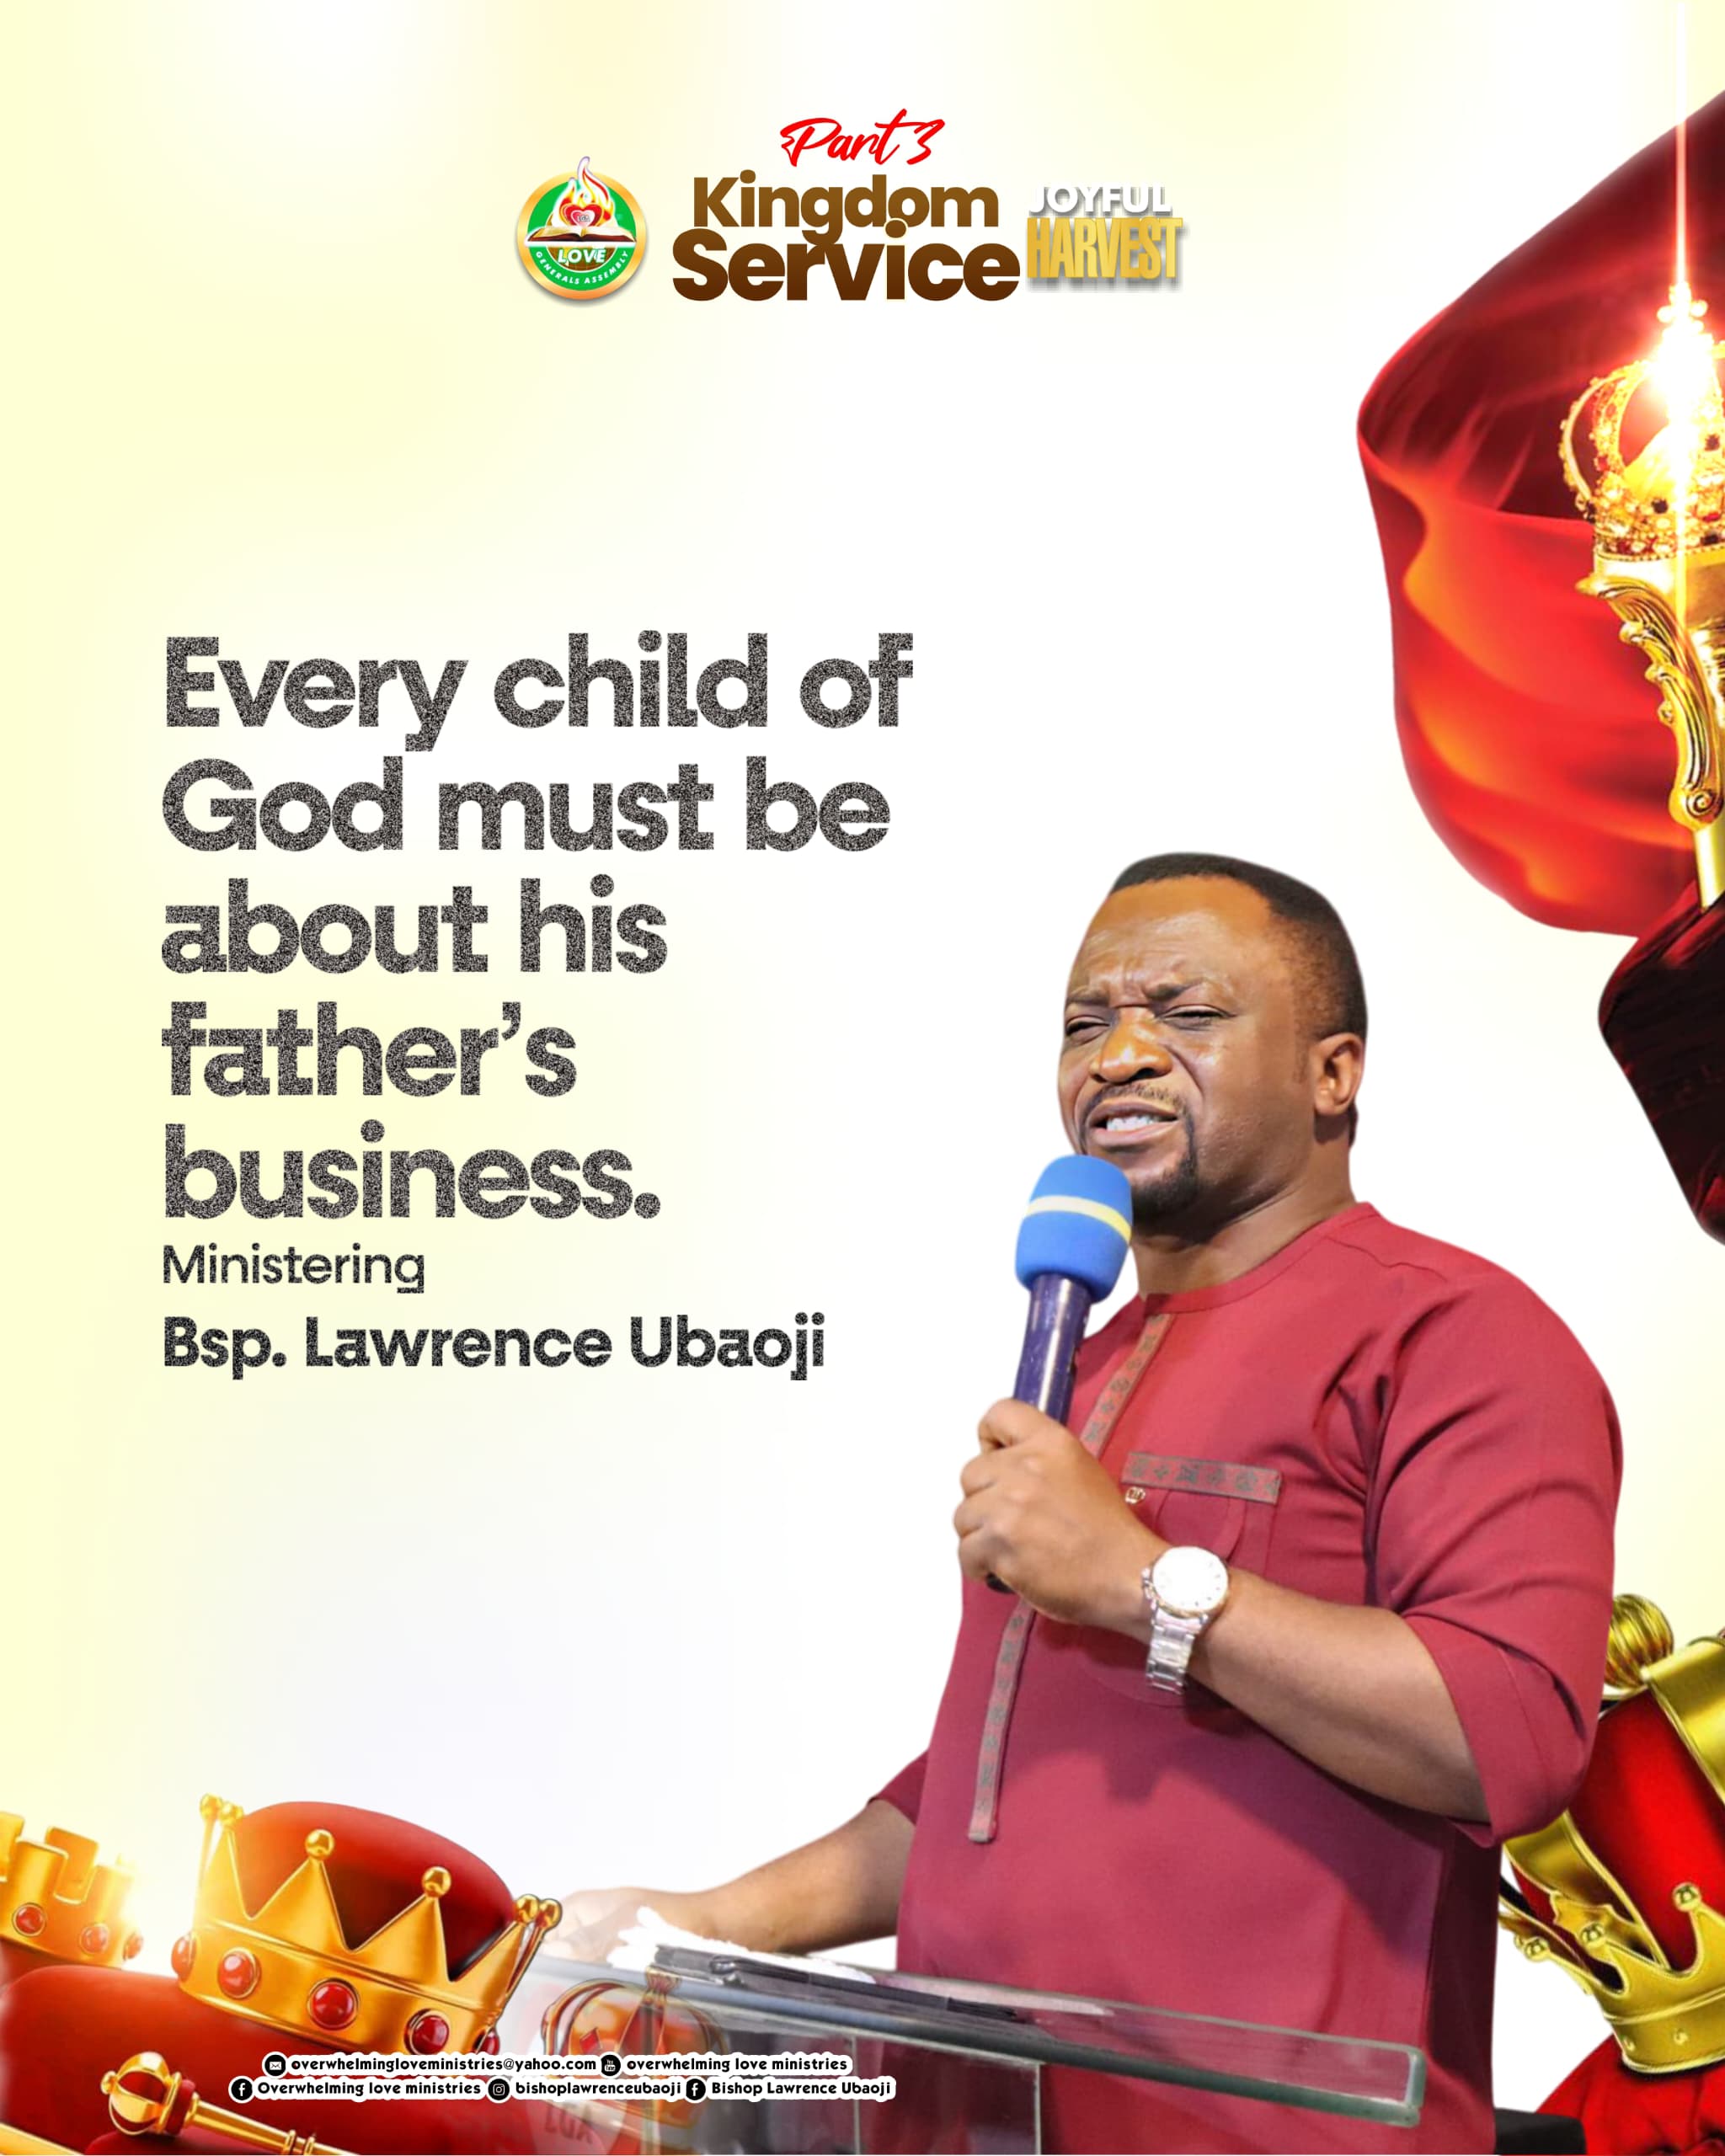 Part 3
Kingdom
Service
JOYFUL
HARVEST
LOVE
GENERALS ASSEMBLY
Every child of
God must be
about his
father's
business.
Ministering
Bsp. Lawrence Ubaoji
overwhelmingloveministries@yahoo.com overwhelming love ministries
Overwhelming love ministries bishoplawrenceubaoji Bishop Lawrence Ubaoji